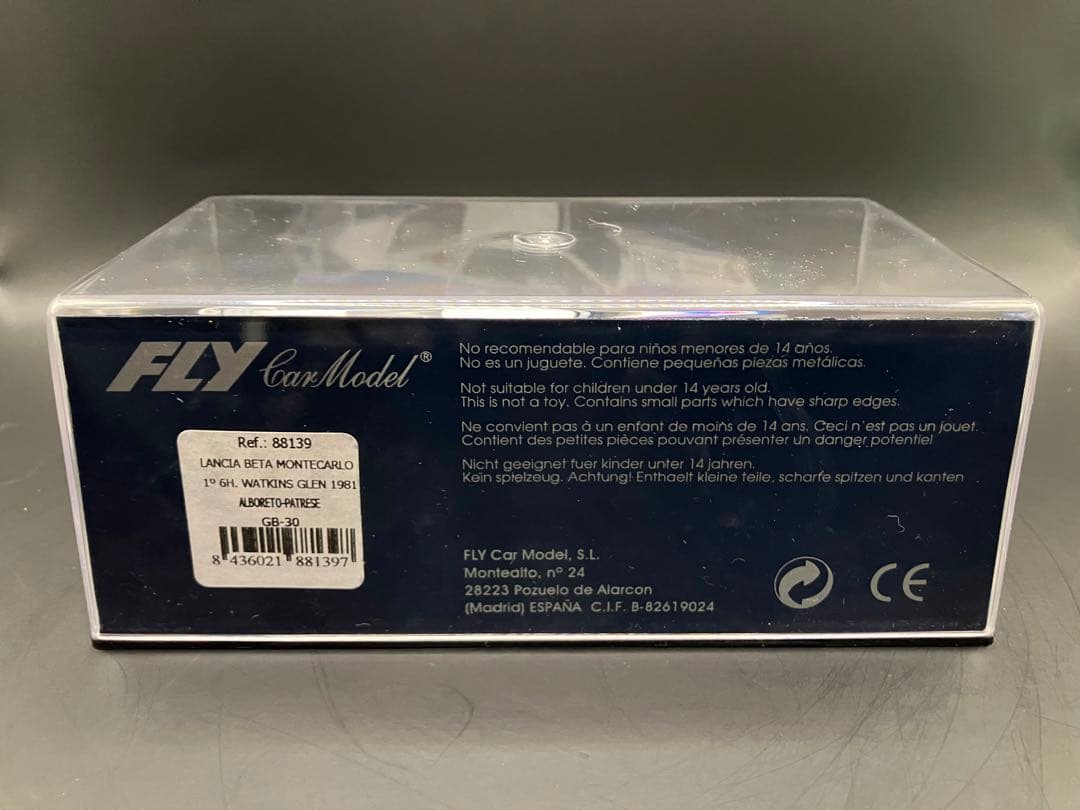 FLY Car Model®
No recomendable para niños menores de 14 años.
No es un juguete. Contiene pequeñas piezas metálicas.
Not suitable for children under 14 years old.
This is not a toy. Contains small parts which have sharp edges.
Ne convient pas à un enfant de moins de 14 ans. Ceci n'est pas un jouet.
Contient des petites pièces pouvant présenter un danger potentiel
Nicht geeignet fuer kinder unter 14 jahren.
Kein spielzeug. Achtung! Enthaelt kleine teile, scharfe spitzen und kanten
Ref.: 88139
LANCIA BETA MONTECARLO
1º 6H. WATKINS GLEN 1981
ALBORETO-PATRESE
GB-30
8 436021 881397
FLY Car Model, S.L.
Montealto, nº 24
28223 Pozuelo de Alarcon
(Madrid) ESPAÑA C.I.F. B-82619024
CE